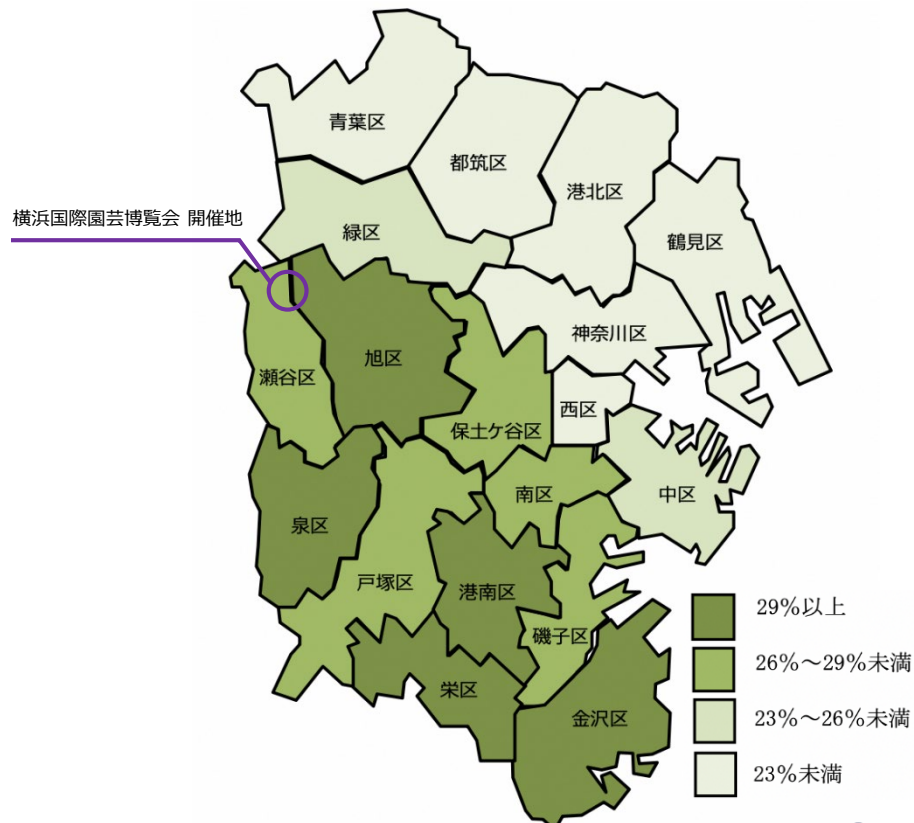 青葉区
都筑区
港北区
横浜国際園芸博覧会 開催地
緑区
鶴見区
神奈川区
旭区
瀬谷区
西区
保土ケ谷区
南区
中区
泉区
戸塚区
港南区
磯子区
栄区
金沢区
29%以上
26%〜29%未満
23%〜26%未満
23%未満